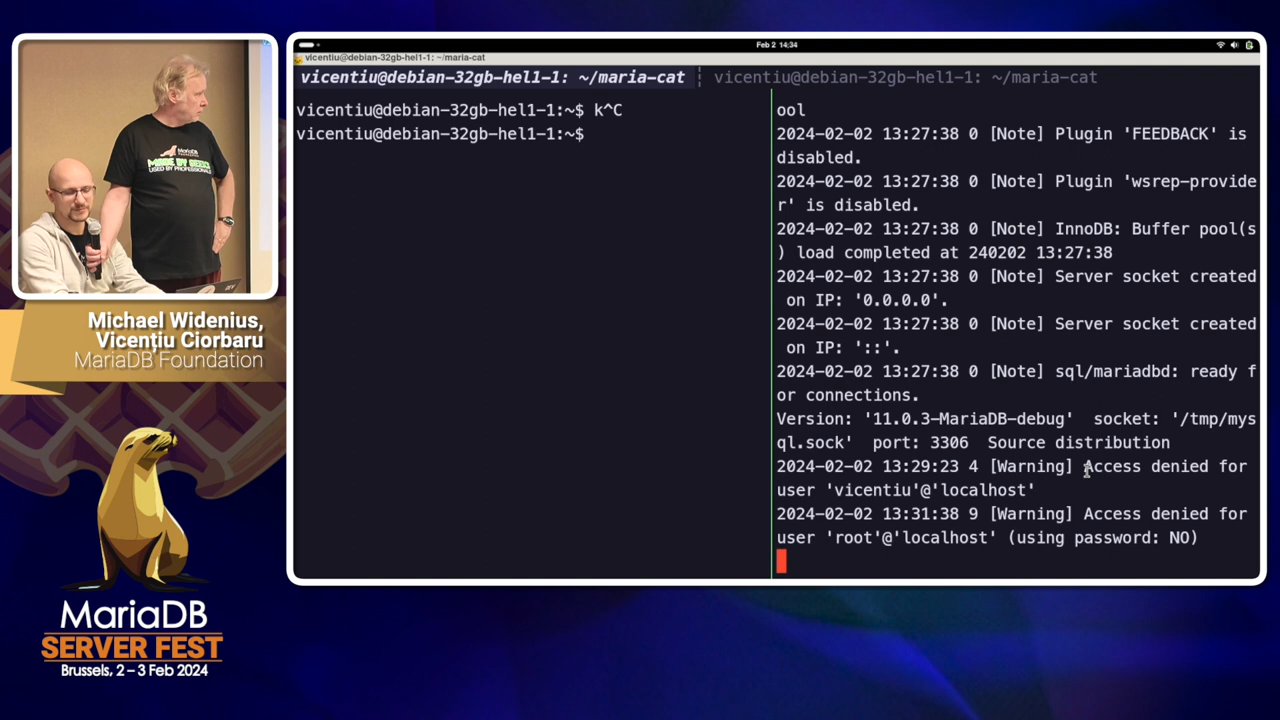 Feb 2 14:34
vicentiu@debian-32gb-hel1-1: ~/maria-cat
vicentiu@debian-32gb-hel1-1: ~/maria-cat
vicentiu@debian-32gb-hel1-1: ~/maria-cat
vicentiu@debian-32gb-hel1-1:~$ k^C
vicentiu@debian-32gb-hel1-1:~$
ool
2024-02-02 13:27:38 0 [Note] Plugin 'FEEDBACK' is
disabled.
2024-02-02 13:27:38 0 [Note] Plugin 'wsrep-provide
r' is disabled.
2024-02-02 13:27:38 0 [Note] InnoDB: Buffer pool(s
) load completed at 240202 13:27:38
2024-02-02 13:27:38 0 [Note] Server socket created
on IP: '0.0.0.0'.
2024-02-02 13:27:38 0 [Note] Server socket created
on IP: '::'.
2024-02-02 13:27:38 0 [Note] sql/mariadbd: ready f
or connections.
Version: '11.0.3-MariaDB-debug'  socket: '/tmp/mys
ql.sock'  port: 3306  Source distribution
2024-02-02 13:29:23 4 [Warning] Access denied for
user 'vicentiu'@'localhost'
2024-02-02 13:31:38 9 [Warning] Access denied for
user 'root'@'localhost' (using password: NO)
MariaDB
MADE BY GEEKS
USED BY PROFESSIONALS
Michael Widenius,
Vicențiu Ciorbaru
MariaDB Foundation
MariaDB
SERVER FEST
Brussels, 2 – 3 Feb 2024